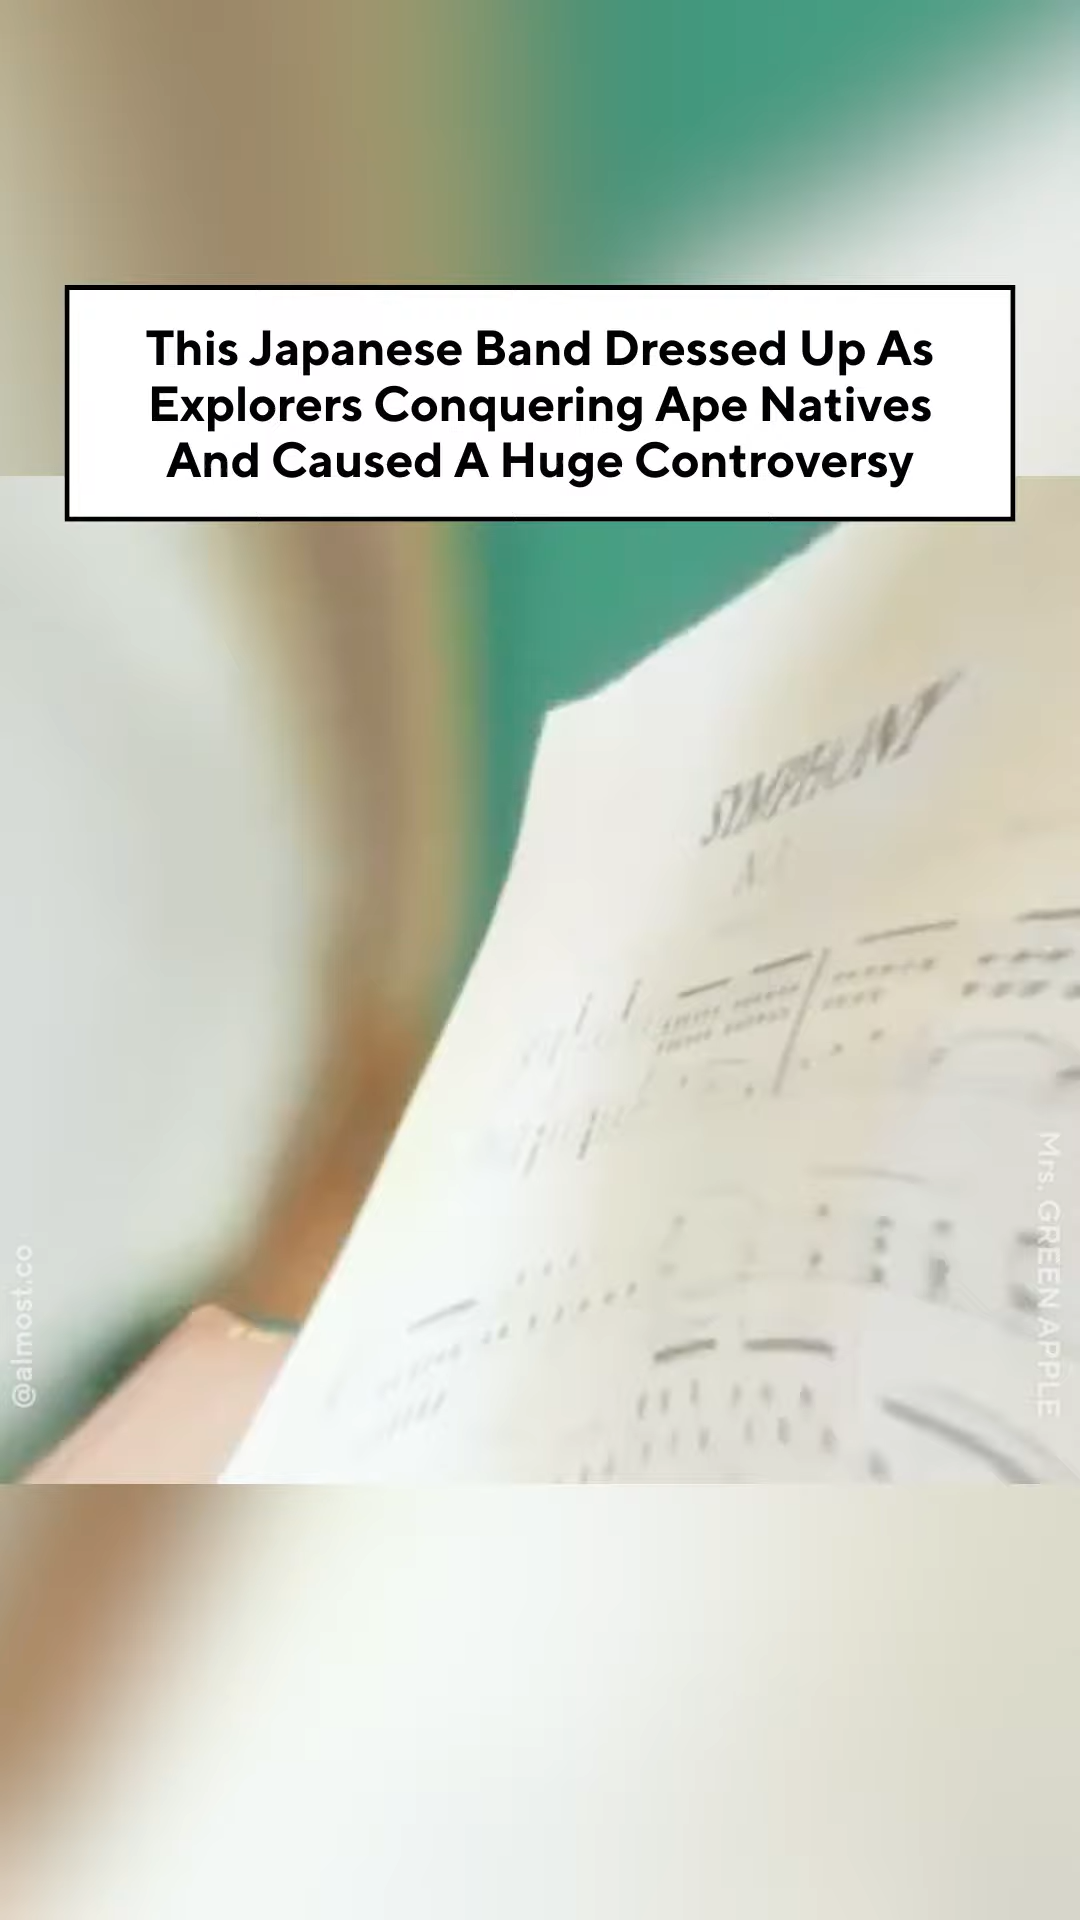 This Japanese Band Dressed Up As
Explorers Conquering Ape Natives
And Caused A Huge Controversy
SYMPHONY
@almost.co
Mrs. GREEN APPLE